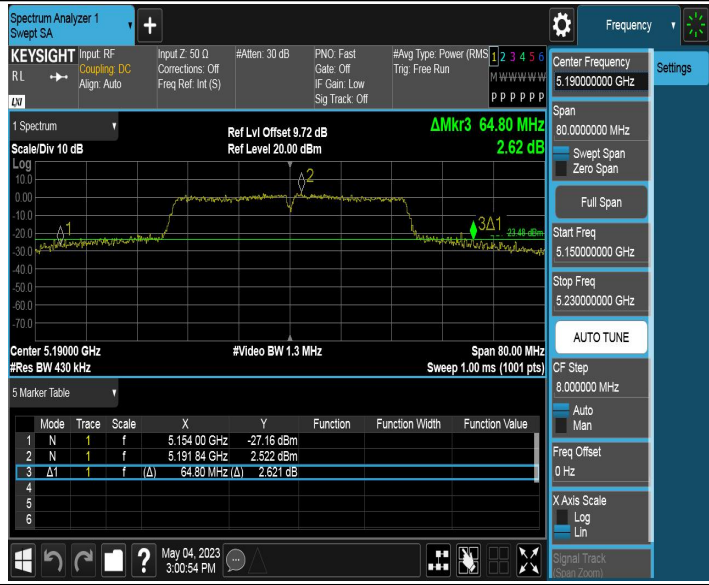 Spectrum Analyzer 1
Swept SA
+
Frequency
KEYSIGHT
RL
LXI
Input: RF
Coupling: DC
Align: Auto
Input Z: 50 Ω
Corrections: Off
Freq Ref: Int (S)
#Atten: 30 dB
PNO: Fast
Gate: Off
IF Gain: Low
Sig Track: Off
#Avg Type: Power (RMS
Trig: Free Run
1 2 3 4 5 6
M W W W W W
P P P P P P
1 Spectrum
Scale/Div 10 dB
Ref Lvl Offset 9.72 dB
Ref Level 20.00 dBm
ΔMkr3 64.80 MHz
2.62 dB
Log
10.0
0.00
-10.0
-20.0
-30.0
-40.0
-50.0
-60.0
-70.0
1
2
3Δ1
-23.48 dBm
Center 5.19000 GHz
#Video BW 1.3 MHz
Span 80.00 MHz
#Res BW 430 kHz
Sweep 1.00 ms (1001 pts)
5 Marker Table
Mode Trace Scale X Y Function Function Width Function Value
1 N 1 f 5.154 00 GHz -27.16 dBm
2 N 1 f 5.191 84 GHz 2.522 dBm
3 Δ1 1 f (Δ) 64.80 MHz (Δ) 2.621 dB
4
5
6
?
May 04, 2023
3:00:54 PM
Center Frequency
5.190000000 GHz
Settings
Span
80.0000000 MHz
Swept Span
Zero Span
Full Span
Start Freq
5.150000000 GHz
Stop Freq
5.230000000 GHz
AUTO TUNE
CF Step
8.000000 MHz
Auto
Man
Freq Offset
0 Hz
X Axis Scale
Log
Lin
Signal Track
(Span Zoom)